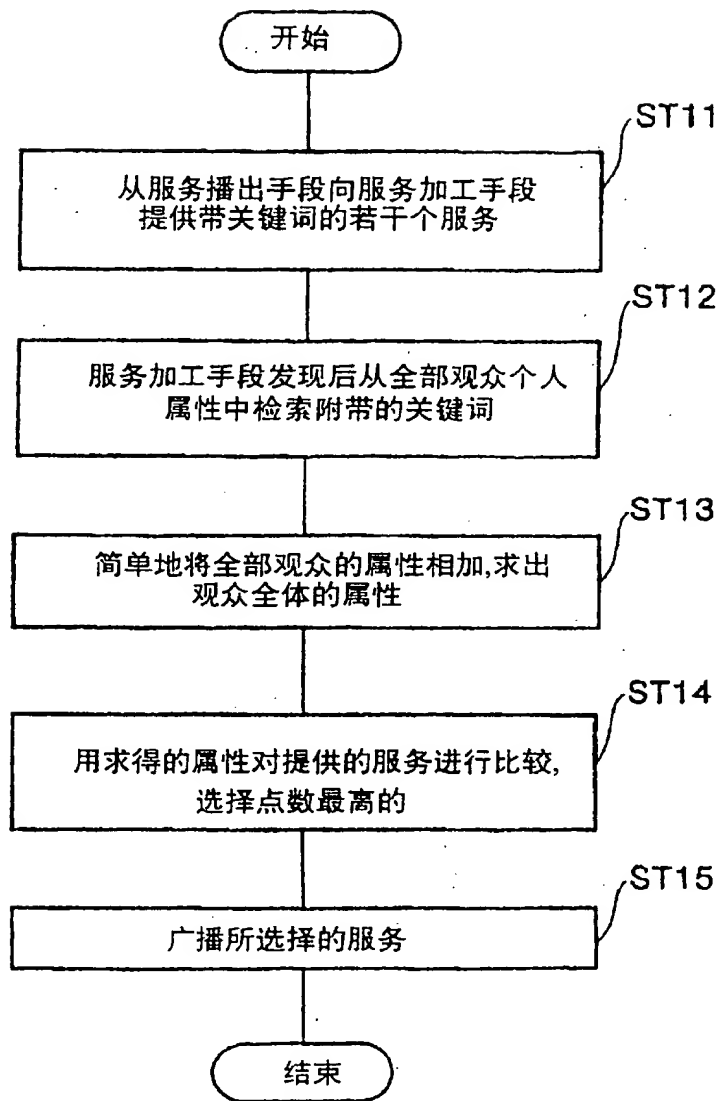 开始
ST11
从服务播出手段向服务加工手段
提供带关键词的若干个服务
ST12
服务加工手段发现后从全部观众个人
属性中检索附带的关键词
ST13
简单地将全部观众的属性相加,求出
观众全体的属性
ST14
用求得的属性对提供的服务进行比较,
选择点数最离的
ST15
广播所选择的服务
结束